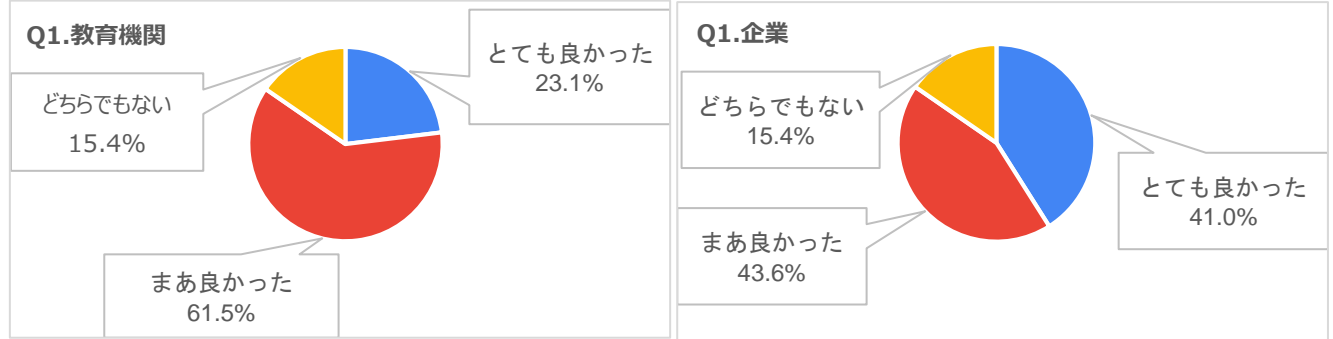 Q1.教育機関
とても良かった
23.1%
どちらでもない
15.4%
まあ良かった
61.5%
Q1.企業
どちらでもない
15.4%
とても良かった
41.0%
まあ良かった
43.6%